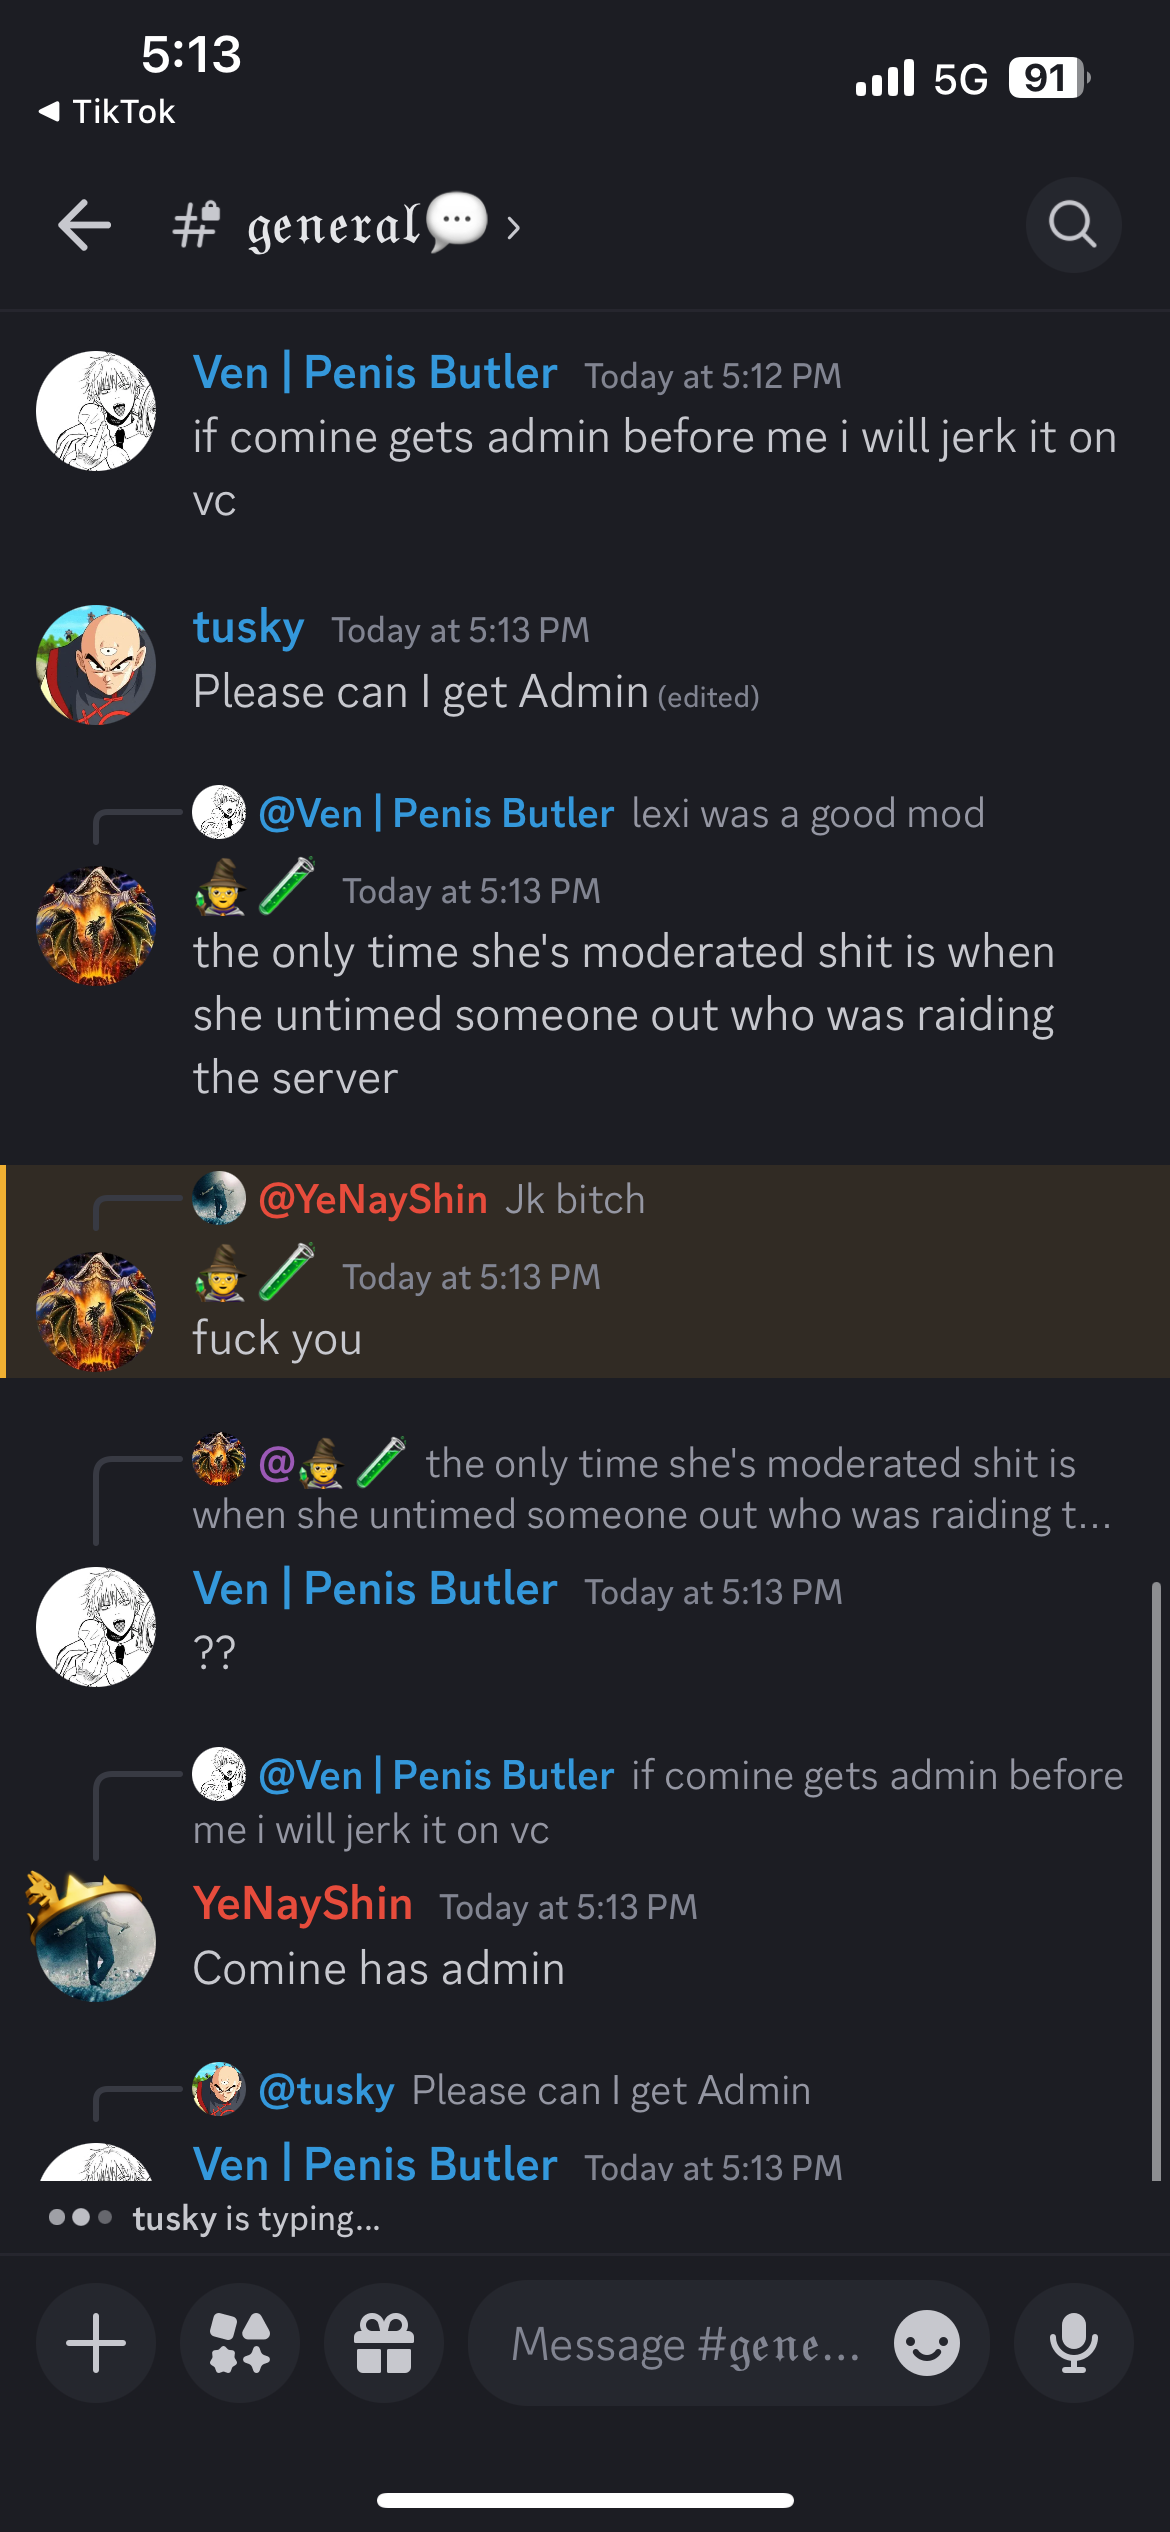 5:13
5G 91
◀ TikTok
# general💬 ›
Ven | Penis Butler Today at 5:12 PM
if comine gets admin before me i will jerk it on
vc
tusky Today at 5:13 PM
Please can I get Admin (edited)
@Ven | Penis Butler lexi was a good mod
🧙🧪 Today at 5:13 PM
the only time she's moderated shit is when
she untimed someone out who was raiding
the server
@YeNayShin Jk bitch
🧙🧪 Today at 5:13 PM
fuck you
@🧙🧪 the only time she's moderated shit is
when she untimed someone out who was raiding t...
Ven | Penis Butler Today at 5:13 PM
??
@Ven | Penis Butler if comine gets admin before
me i will jerk it on vc
YeNayShin Today at 5:13 PM
Comine has admin
@tusky Please can I get Admin
Ven | Penis Butler Today at 5:13 PM
tusky is typing...
Message #gene...